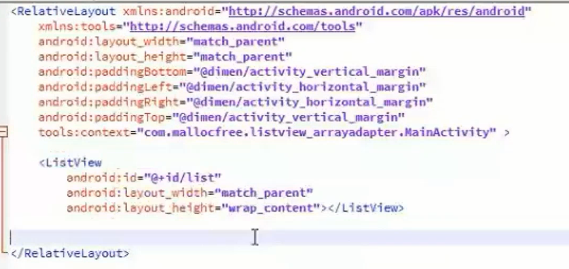 <RelativeLayout xmlns:android="http://schemas.android.com/apk/res/android"
xmlns:tools="http://schemas.android.com/tools"
android:layout_width="match_parent"
android:layout_height="match_parent"
android:paddingBottom="@dimen/activity_vertical_margin"
android:paddingLeft="@dimen/activity_horizontal_margin"
android:paddingRight="@dimen/activity_horizontal_margin"
android:paddingTop="@dimen/activity_vertical_margin"
tools:context="com.mallocfree.listview_arrayadapter.MainActivity" >
<ListView
android:id="@+id/list"
android:layout_width="match_parent"
android:layout_height="wrap_content"></ListView>
</RelativeLayout>